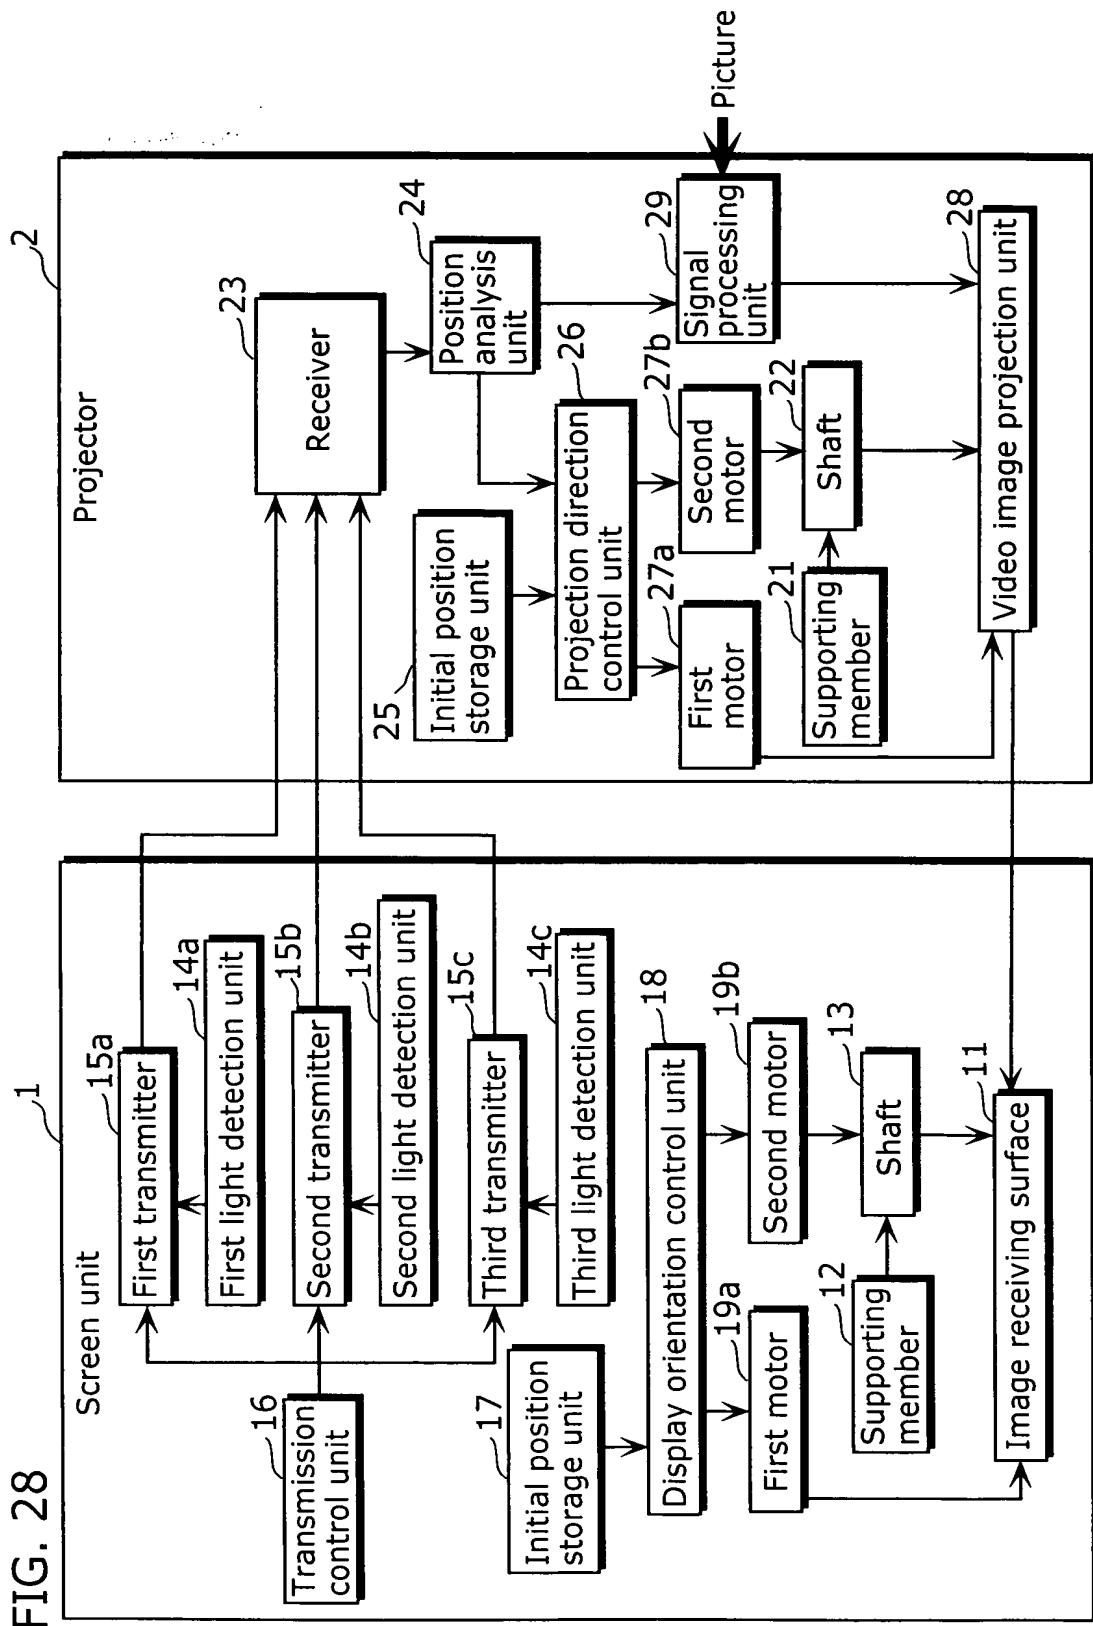 FIG. 28
1
Screen unit
16
Transmission
control unit
15a
First transmitter
14a
First light detection unit
15b
Second transmitter
14b
Second light detection unit
15c
Third transmitter
14c
Third light detection unit
17
Initial position
storage unit
18
Display orientation control unit
19a
First motor
19b
Second motor
12
Supporting
member
13
Shaft
11
Image receiving surface
2
Projector
23
Receiver
24
Position
analysis
unit
25
Initial position
storage unit
26
Projection direction
control unit
27a
First
motor
27b
Second
motor
29
Signal
processing
unit
Picture
21
Supporting
member
22
Shaft
28
Video image projection unit